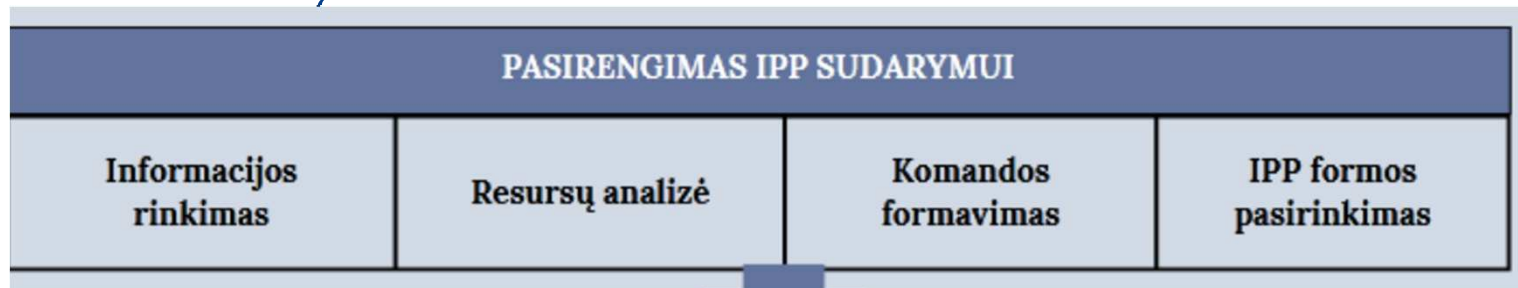 PASIRENGIMAS IPP SUDARYMUI
Informacijos
rinkimas
Resursų analizė
Komandos
formavimas
IPP formos
pasirinkimas